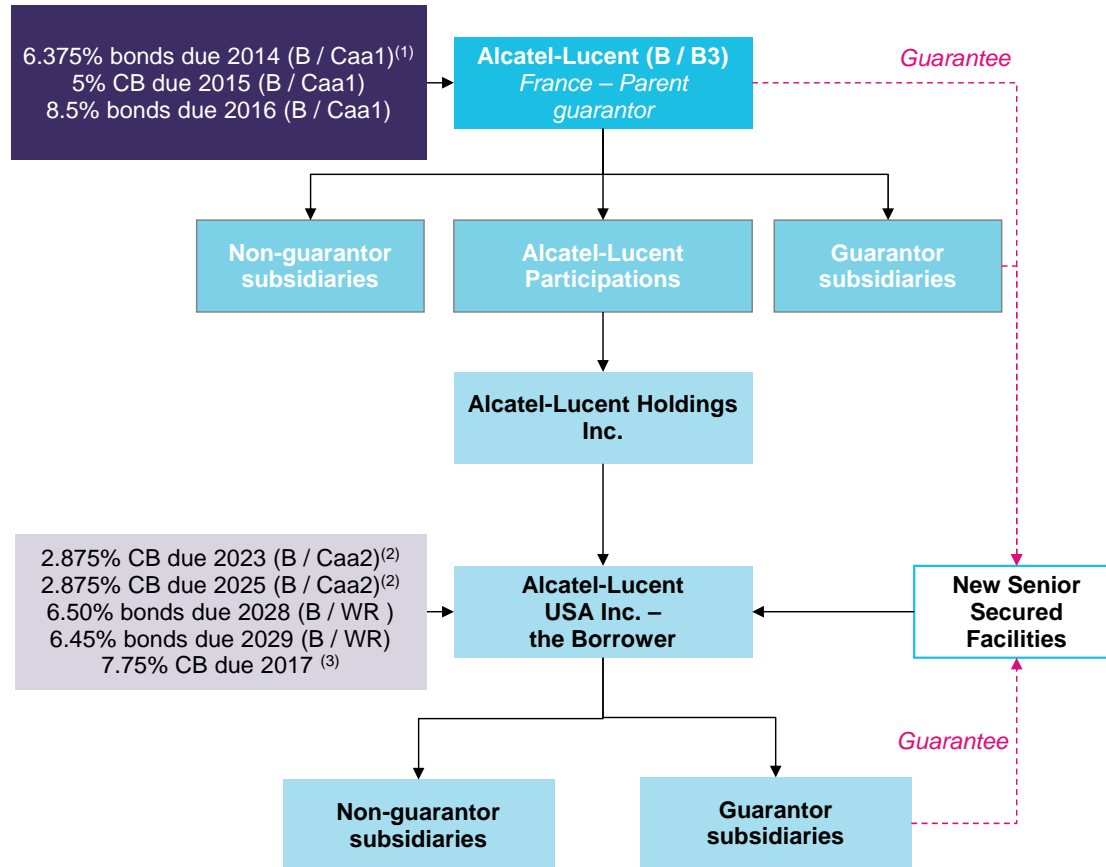 6.375% bonds due 2014 (B / Caa1)(1)
5% CB due 2015 (B / Caa1)
8.5% bonds due 2016 (B / Caa1)
Alcatel-Lucent (B / B3)
France – Parent
guarantor
Guarantee
Non-guarantor
subsidiaries
Alcatel-Lucent
Participations
Guarantor
subsidiaries
Alcatel-Lucent Holdings
Inc.
2.875% CB due 2023 (B / Caa2)(2)
2.875% CB due 2025 (B / Caa2)(2)
6.50% bonds due 2028 (B / WR )
6.45% bonds due 2029 (B / WR)
7.75% CB due 2017 (3)
Alcatel-Lucent
USA Inc. –
the Borrower
New Senior
Secured
Facilities
Guarantee
Non-guarantor
subsidiaries
Guarantor
subsidiaries